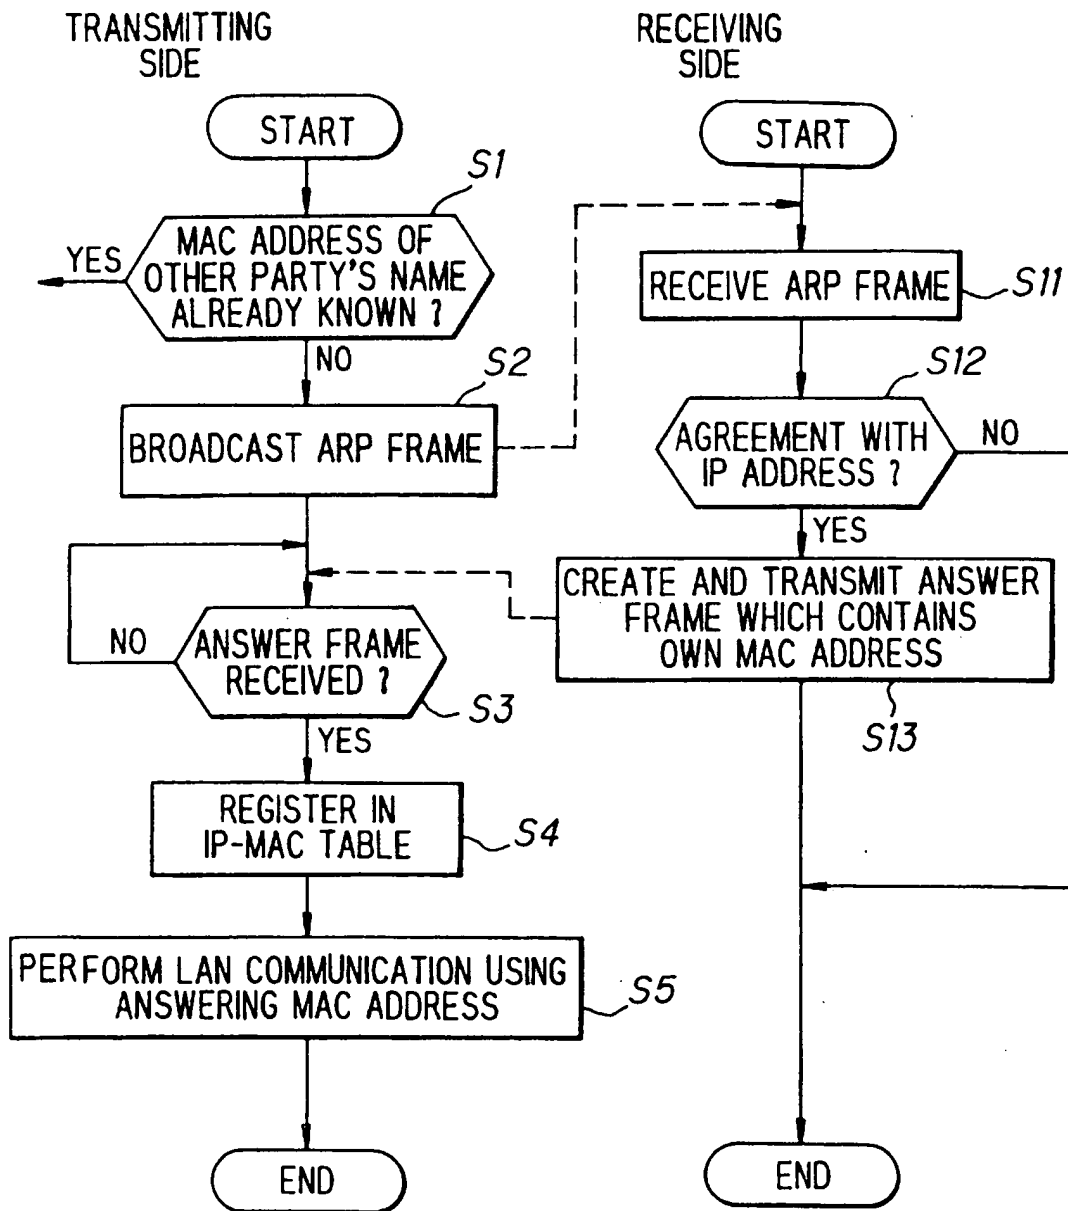 TRANSMITTING
SIDE
START
S1
MAC ADDRESS OF
OTHER PARTY'S NAME
ALREADY KNOWN ?
YES
NO
S2
BROADCAST ARP FRAME
NO
ANSWER FRAME
RECEIVED ?
S3
YES
REGISTER IN
IP-MAC TABLE
S4
PERFORM LAN COMMUNICATION USING
ANSWERING MAC ADDRESS
S5
END
RECEIVING
SIDE
START
RECEIVE ARP FRAME
S11
S12
AGREEMENT WITH
IP ADDRESS ?
NO
YES
CREATE AND TRANSMIT ANSWER
FRAME WHICH CONTAINS
OWN MAC ADDRESS
S13
END